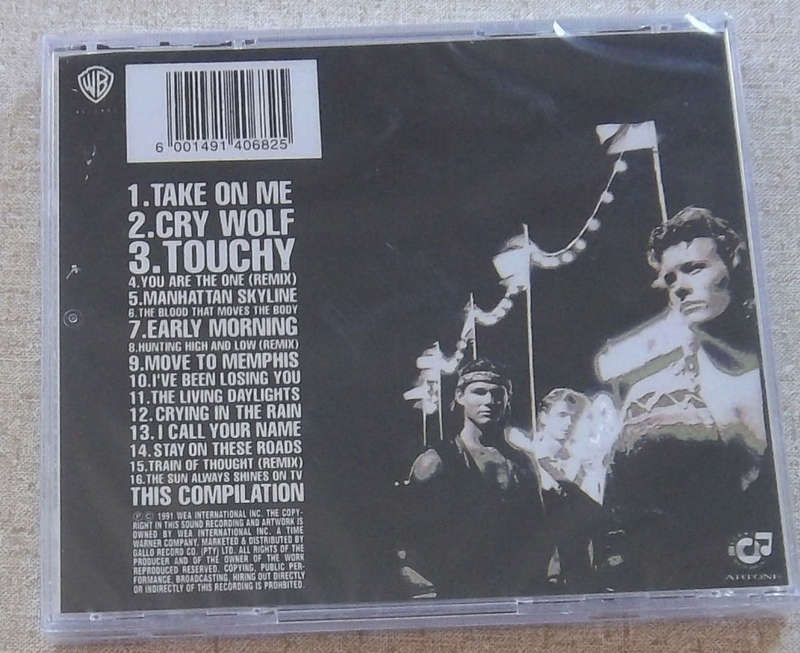 WB
6 001491 406825
1.TAKE ON ME
2.CRY WOLF
3.TOUCHY
4.YOU ARE THE ONE (REMIX)
5.MANHATTAN SKYLINE
6.THE BLOOD THAT MOVES THE BODY
7.EARLY MORNING
8.HUNTING HIGH AND LOW (REMIX)
9.MOVE TO MEMPHIS
10.I'VE BEEN LOSING YOU
11.THE LIVING DAYLIGHTS
12.CRYING IN THE RAIN
13.I CALL YOUR NAME
14.STAY ON THESE ROADS
15.TRAIN OF THOUGHT (REMIX)
16.THE SUN ALWAYS SHINES ON TV
THIS COMPILATION
Ⓟ © 1991 WEA INTERNATIONAL INC. THE COPY-
RIGHT IN THIS SOUND RECORDING AND ARTWORK IS
OWNED BY WEA INTERNATIONAL INC. A TIME
WARNER COMPANY. MARKETED & DISTRIBUTED BY
GALLO RECORD CO. (PTY) LTD. ALL RIGHTS OF THE
PRODUCER AND OF THE OWNER OF THE WORK
REPRODUCED RESERVED. COPYING, PUBLIC PER-
FORMANCE, BROADCASTING, HIRING OUT DIRECTLY
OR INDIRECTLY OF THIS RECORDING IS PROHIBITED.